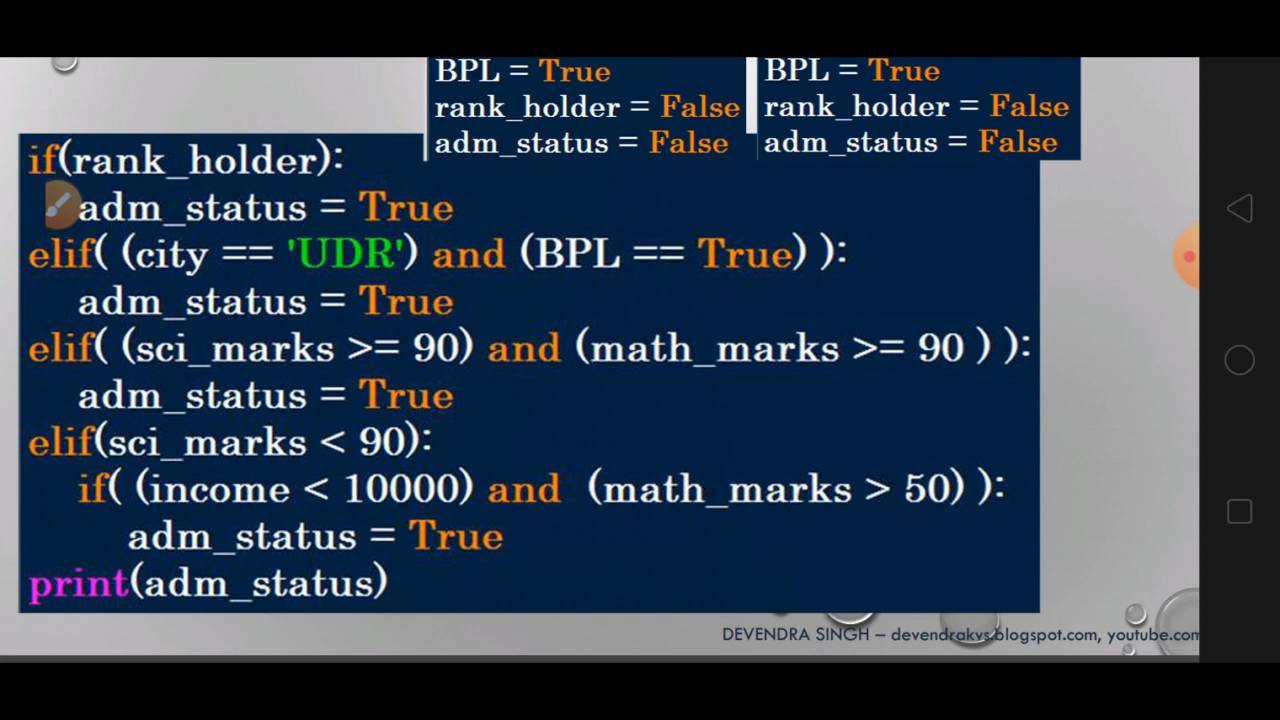 BPL = True
rank_holder = False
adm_status = False
BPL = True
rank_holder = False
adm_status = False
if(rank_holder):
adm_status = True
elif( (city == 'UDR') and (BPL == True) ):
adm_status = True
elif( (sci_marks >= 90) and (math_marks >= 90 ) ):
adm_status = True
elif(sci_marks < 90):
if( (income < 10000) and  (math_marks > 50) ):
adm_status = True
print(adm_status)
DEVENDRA SINGH – devendrakvs.blogspot.com, youtube.com